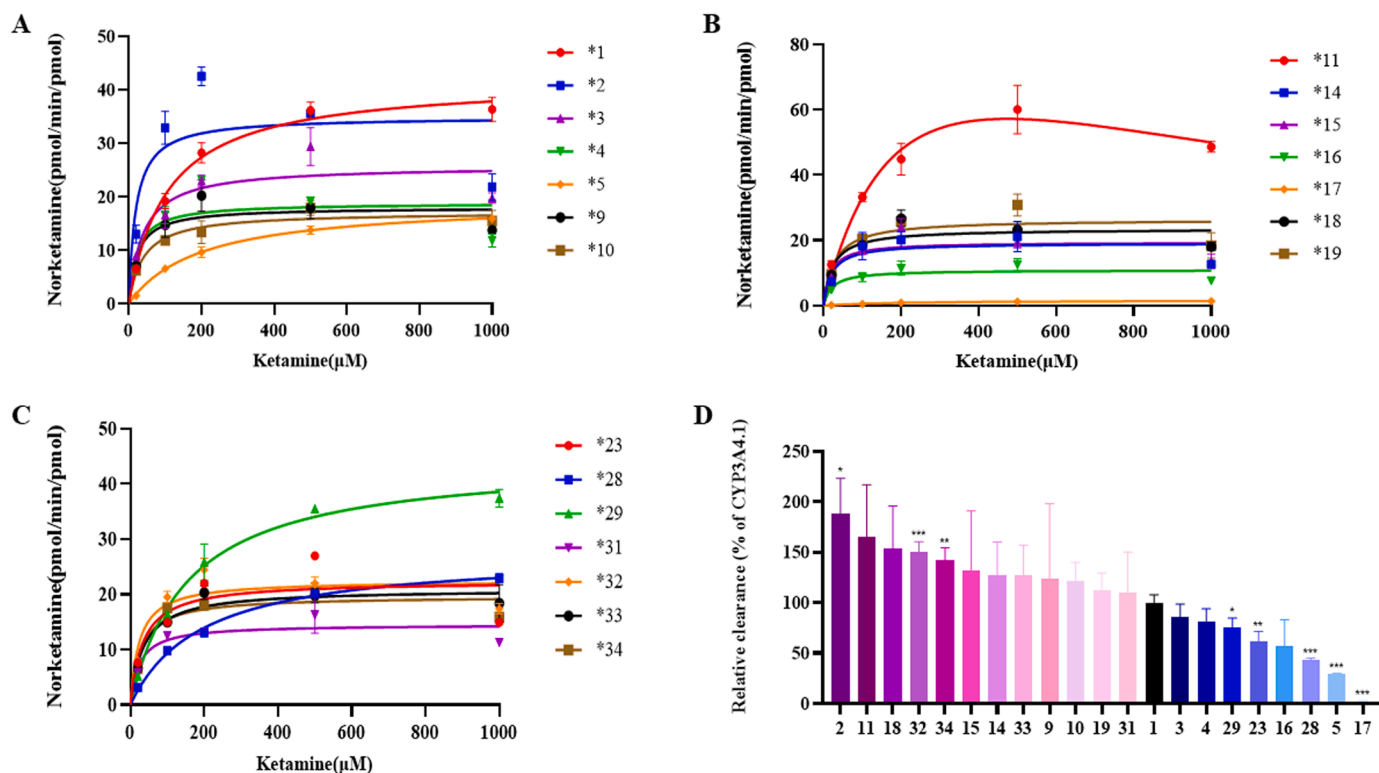 A
Norketamine(pmol/min/pmol)
50
40
30
20
10
0
0 200 400 600 800 1000
Ketamine(μM)
*1
*2
*3
*4
*5
*9
*10
B
Norketamine(pmol/min/pmol)
80
60
40
20
0
0 200 400 600 800 1000
Ketamine(μM)
*11
*14
*15
*16
*17
*18
*19
C
Norketamine(pmol/min/pmol)
50
40
30
20
10
0
0 200 400 600 800 1000
Ketamine(μM)
*23
*28
*29
*31
*32
*33
*34
D
Relative clearance (% of CYP3A4.1)
250
200
150
100
50
0
* *** ** * ** *** *** ***
2 11 18 32 34 15 14 33 9 10 19 31 1 3 4 29 23 16 28 5 17